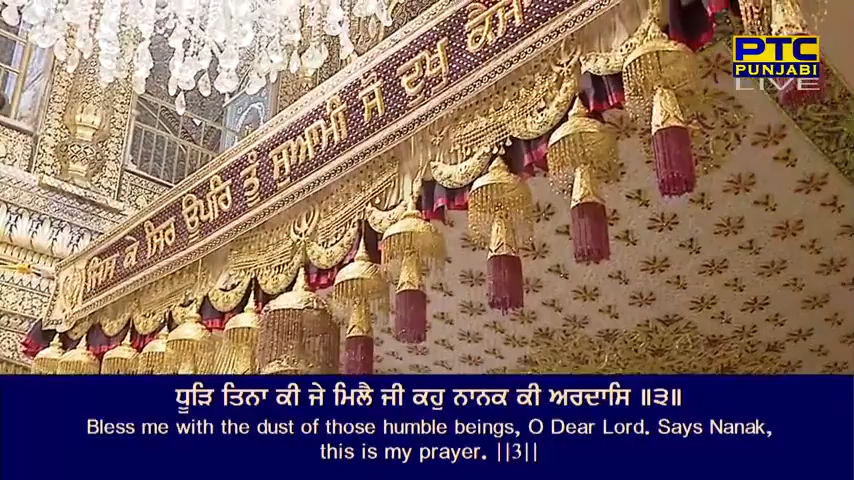 PTC
PUNJABI
LIVE
ਜਿਸ ਕੇ ਸਿਰ ਉਪਰਿ ਤੂੰ ਸੁਆਮੀ ਸੋ ਦੁਖੁ ਕੈਸਾ
ਧੂੜਿ ਤਿਨਾ ਕੀ ਜੇ ਮਿਲੈ ਜੀ ਕਹੁ ਨਾਨਕ ਕੀ ਅਰਦਾਸਿ ॥੩॥
Bless me with the dust of those humble beings, O Dear Lord. Says Nanak,
this is my prayer. ||3||